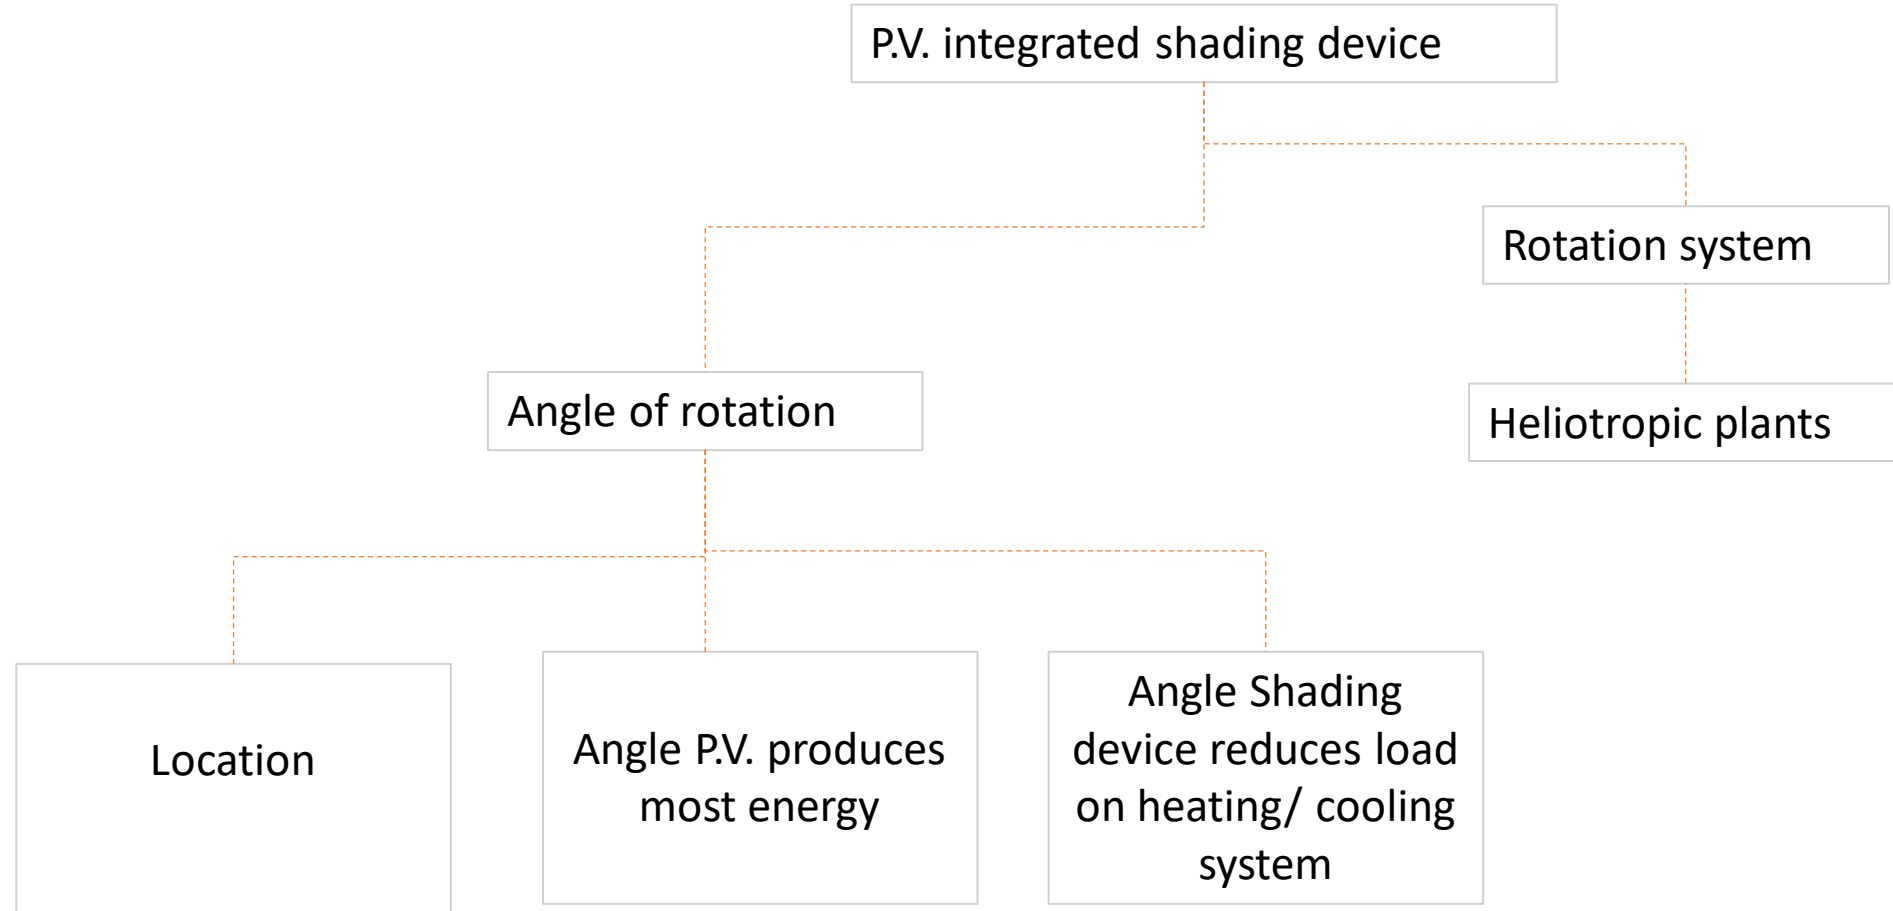 P.V. integrated shading device
Rotation system
Angle of rotation
Heliotropic plants
Location
Angle P.V. produces
most energy
Angle Shading
device reduces load
on heating/ cooling
system